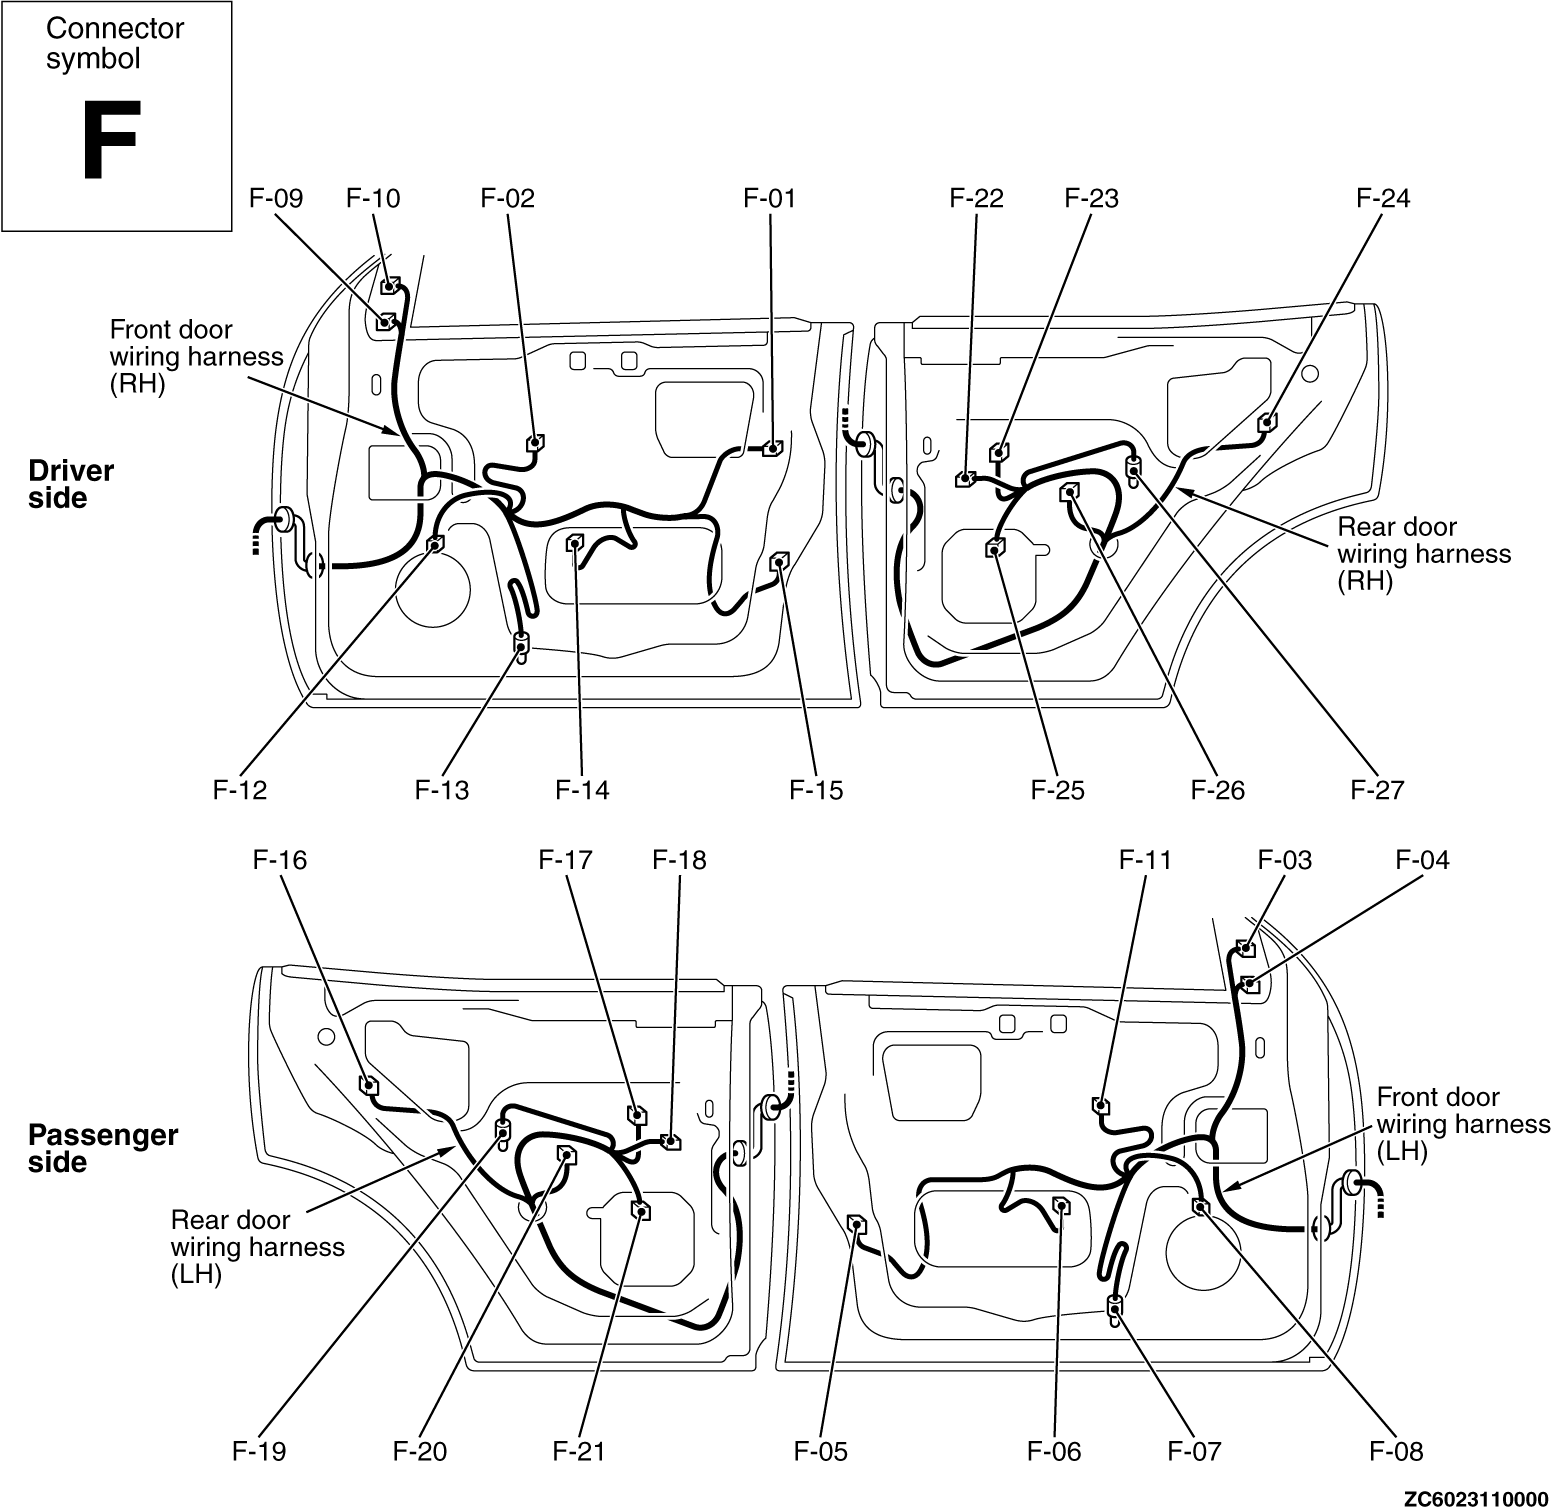 Connector
symbol
F
F-09 F-10 F-02 F-01 F-22 F-23 F-24
Front door
wiring harness
(RH)
Driver
side
Rear door
wiring harness
(RH)
F-12 F-13 F-14 F-15 F-25 F-26 F-27
F-16 F-17 F-18 F-11 F-03 F-04
Passenger
side
Front door
wiring harness
(LH)
Rear door
wiring harness
(LH)
F-19 F-20 F-21 F-05 F-06 F-07 F-08
ZC6023110000